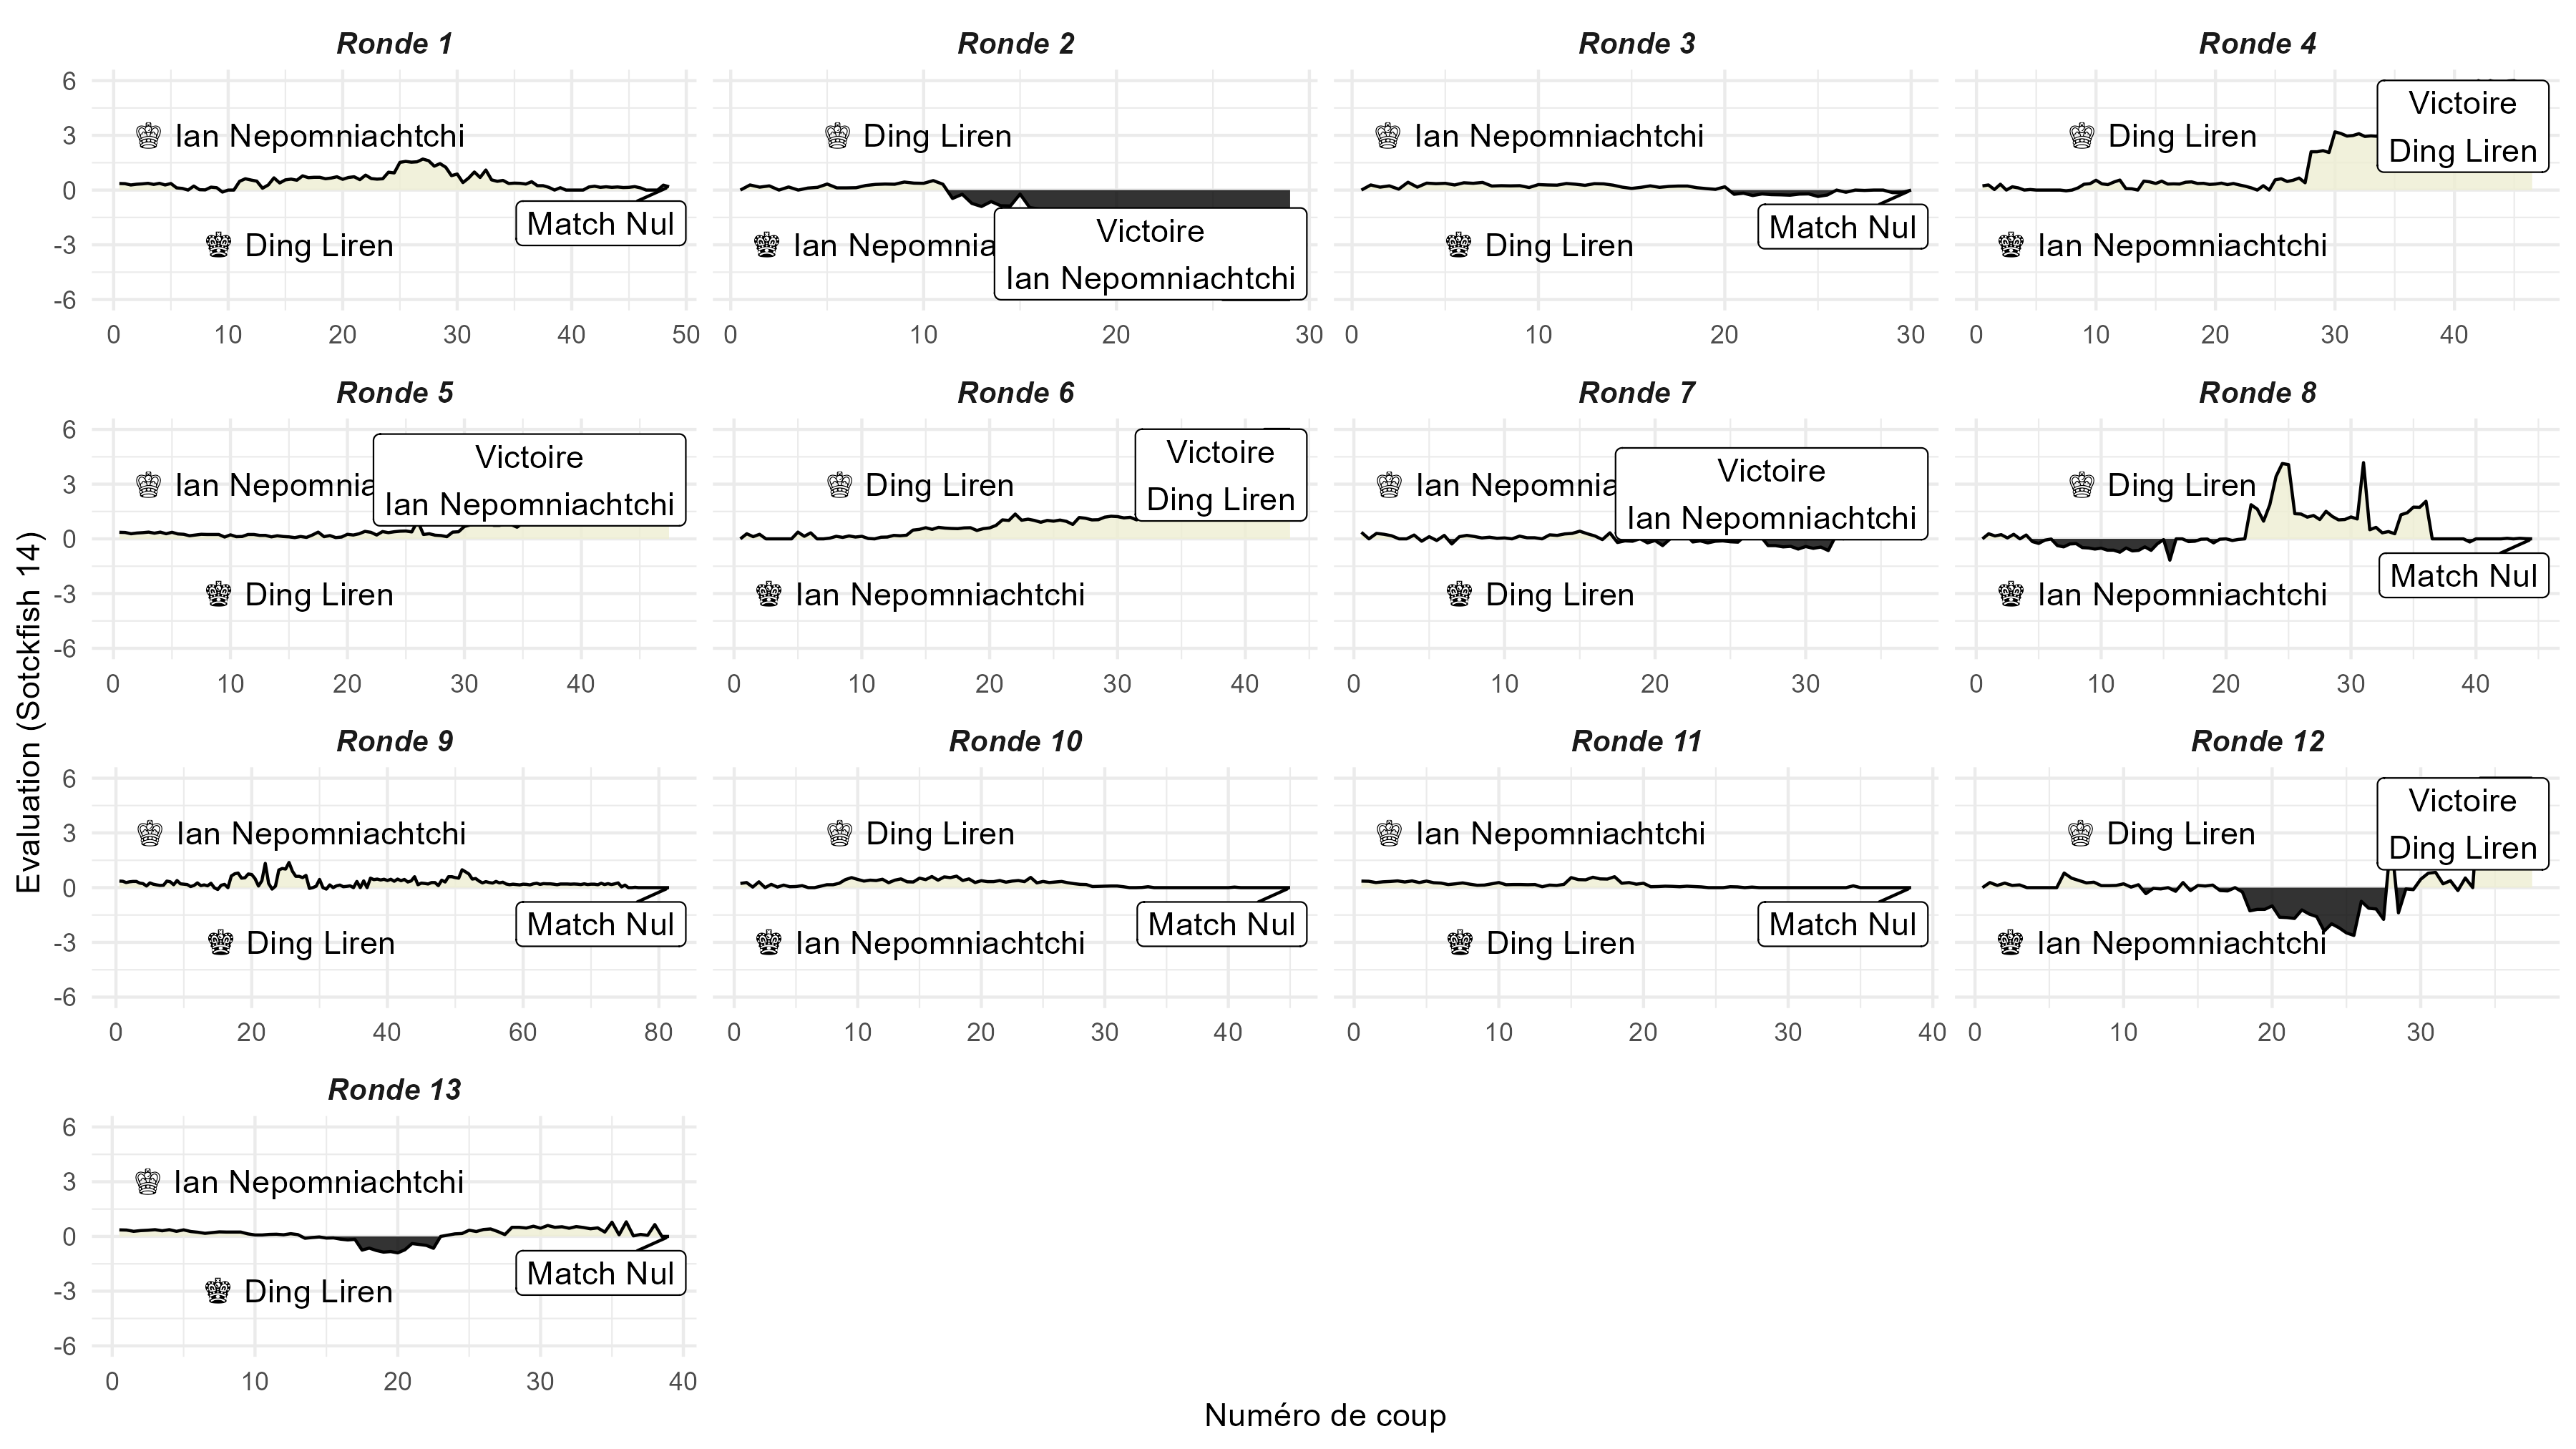 Ronde 1
Ronde 2
Ronde 3
Ronde 4
6
3
0
-3
-6
♔ Ian Nepomniachtchi
♚ Ding Liren
Match Nul
0 10 20 30 40 50
♔ Ding Liren
♚ Ian Nepomnia
Victoire
Ian Nepomniachtchi
0 10 20 30
♔ Ian Nepomniachtchi
♚ Ding Liren
Match Nul
0 10 20 30
♔ Ding Liren
♚ Ian Nepomniachtchi
Victoire
Ding Liren
0 10 20 30 40
Ronde 5
Ronde 6
Ronde 7
Ronde 8
6
3
0
-3
-6
♔ Ian Nepomnia
Victoire
Ian Nepomniachtchi
♚ Ding Liren
0 10 20 30 40
♔ Ding Liren
Victoire
Ding Liren
♚ Ian Nepomniachtchi
0 10 20 30 40
♔ Ian Nepomnia
Victoire
Ian Nepomniachtchi
♚ Ding Liren
0 10 20 30
♔ Ding Liren
♚ Ian Nepomniachtchi
Match Nul
0 10 20 30 40
Evaluation (Sotckfish 14)
Ronde 9
Ronde 10
Ronde 11
Ronde 12
6
3
0
-3
-6
♔ Ian Nepomniachtchi
♚ Ding Liren
Match Nul
0 20 40 60 80
♔ Ding Liren
♚ Ian Nepomniachtchi
Match Nul
0 10 20 30 40
♔ Ian Nepomniachtchi
♚ Ding Liren
Match Nul
0 10 20 30 40
♔ Ding Liren
Victoire
Ding Liren
♚ Ian Nepomniachtchi
0 10 20 30
Ronde 13
6
3
0
-3
-6
♔ Ian Nepomniachtchi
♚ Ding Liren
Match Nul
0 10 20 30 40
Numéro de coup